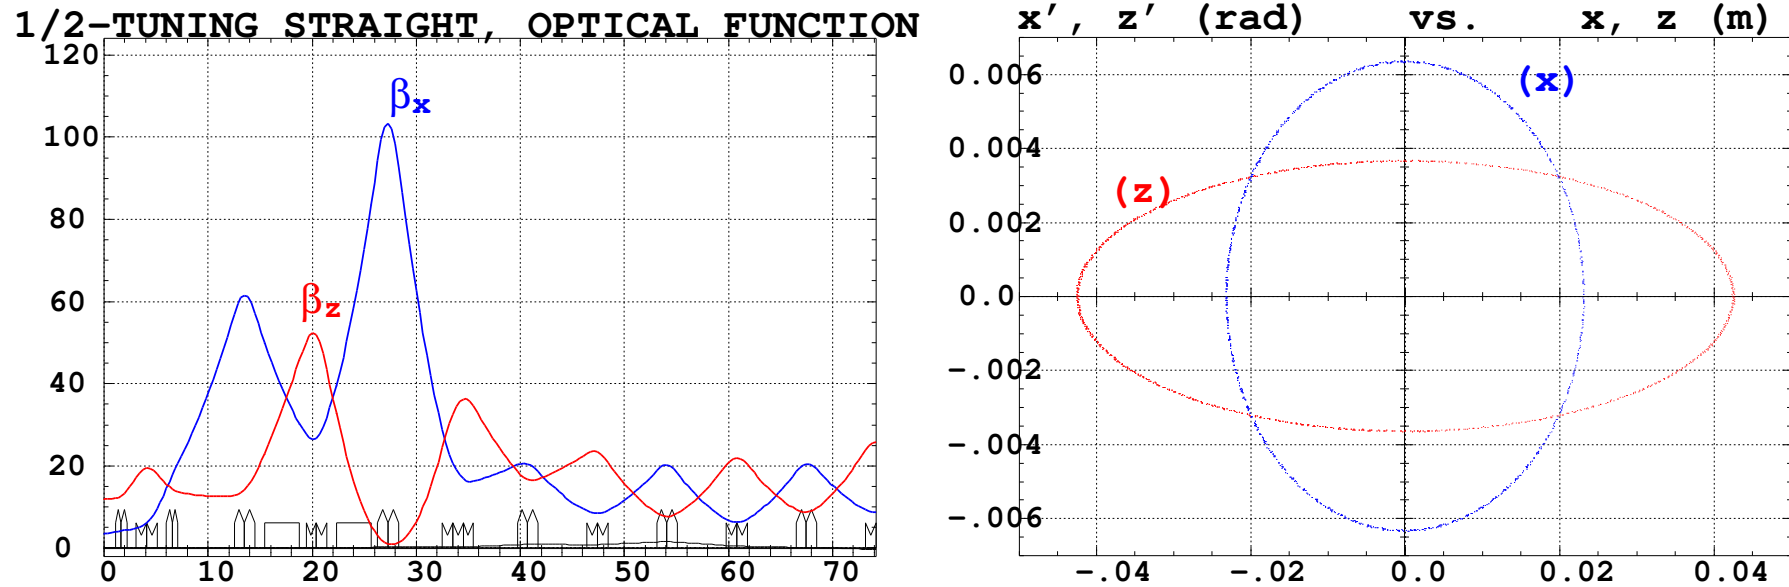 1/2-TUNING STRAIGHT, OPTICAL FUNCTION
120
100
80
60
40
20
0
βx
βz
0 10 20 30 40 50 60 70
x', z' (rad) vs. x, z (m)
0.006
0.004
0.002
0.0
-.002
-.004
-.006
(x)
(z)
-.04 -.02 0.0 0.02 0.04